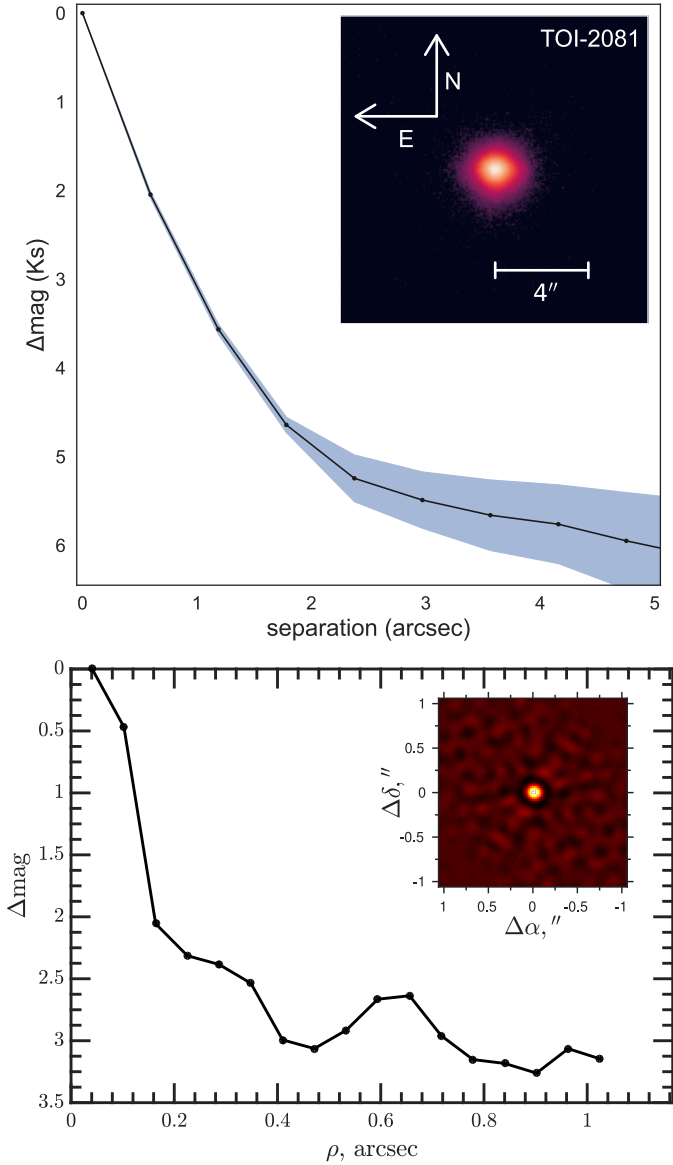 TOI-2081
N
E
4″
0
1
2
3
4
5
6
Δmag (Ks)
0 1 2 3 4 5
separation (arcsec)
0
0.5
1
1.5
2
2.5
3
3.5
Δmag
0 0.2 0.4 0.6 0.8 1
ρ, arcsec
1
0.5
0
-0.5
-1
Δδ,″
1 0.5 0 -0.5 -1
Δα,″